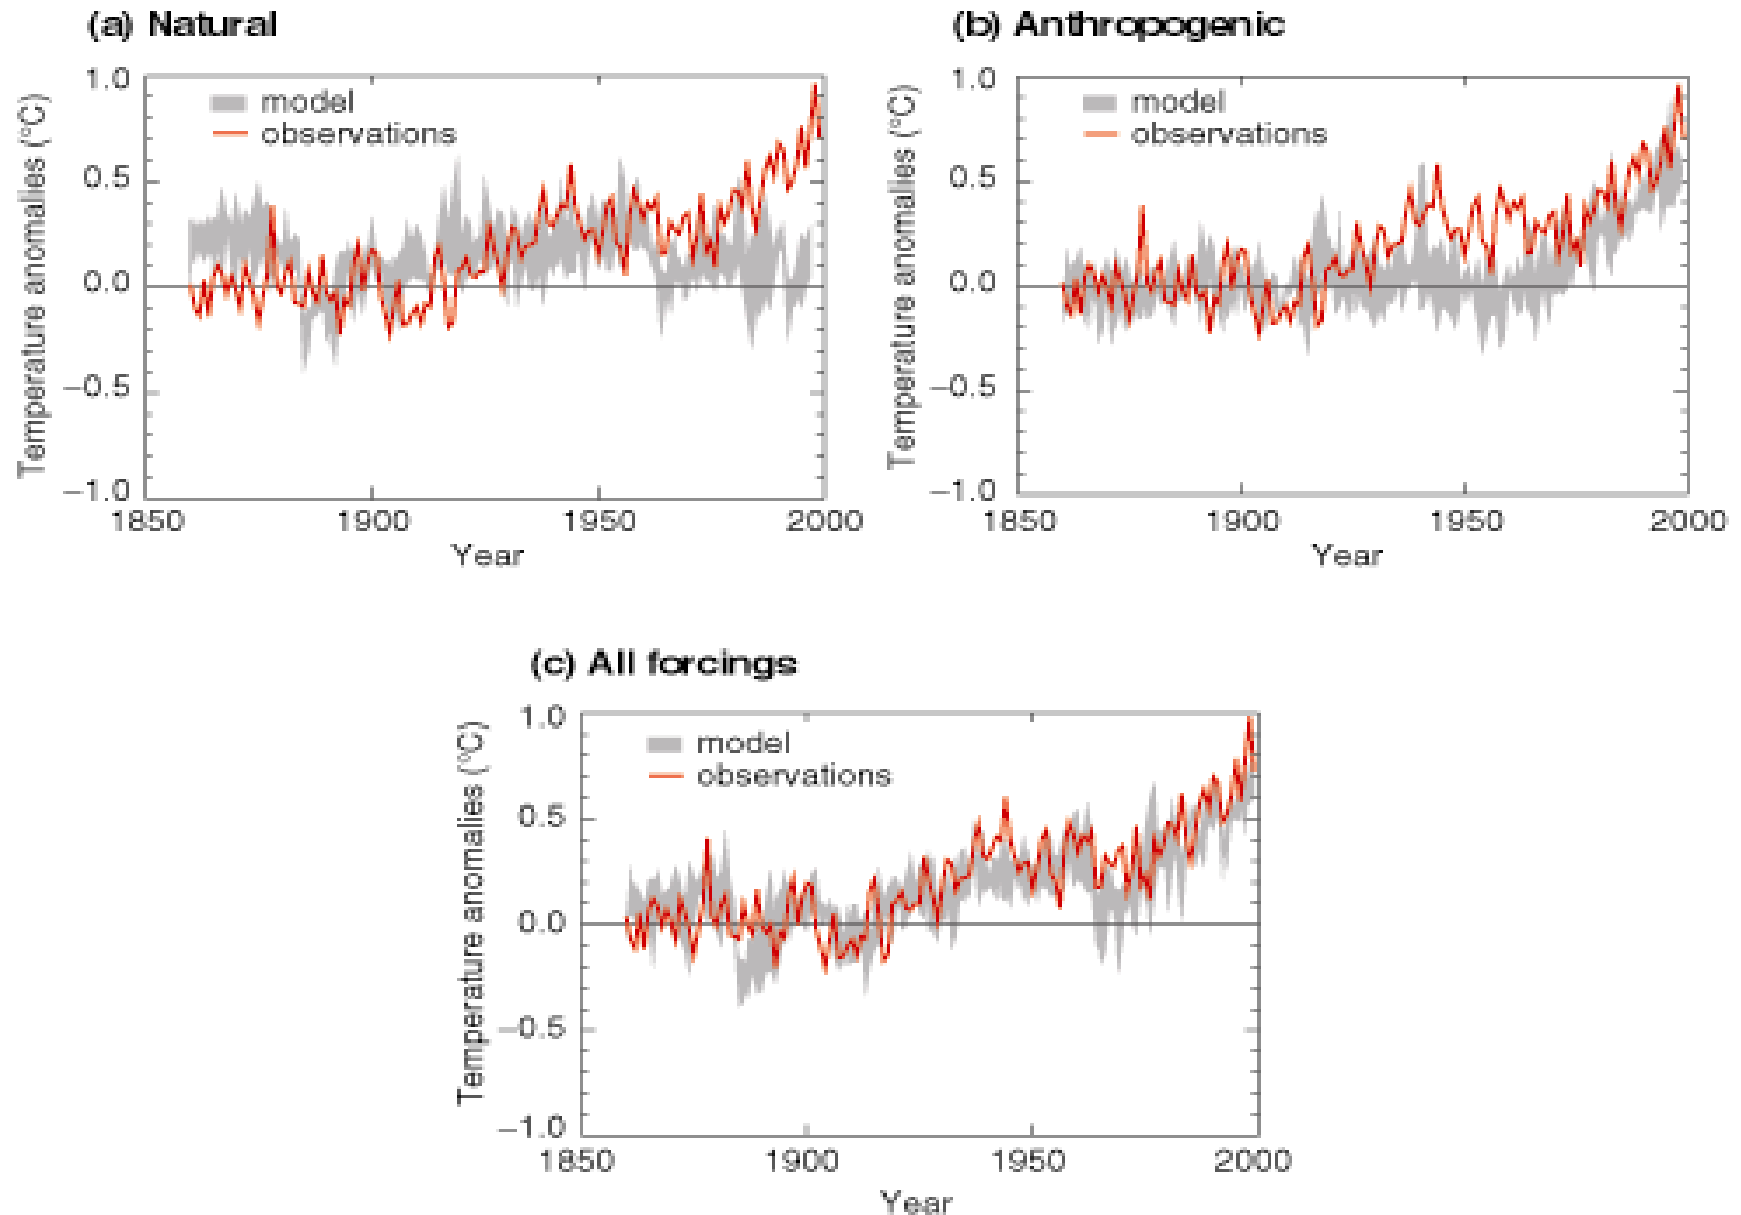 (a) Natural
1.0
0.5
0.0
−0.5
−1.0
Temperature anomalies (°C)
model
observations
1850 1900 1950 2000
Year
(b) Anthropogenic
1.0
0.5
0.0
−0.5
−1.0
Temperature anomalies (°C)
model
observations
1850 1900 1950 2000
Year
(c) All forcings
1.0
0.5
0.0
−0.5
−1.0
Temperature anomalies (°C)
model
observations
1850 1900 1950 2000
Year